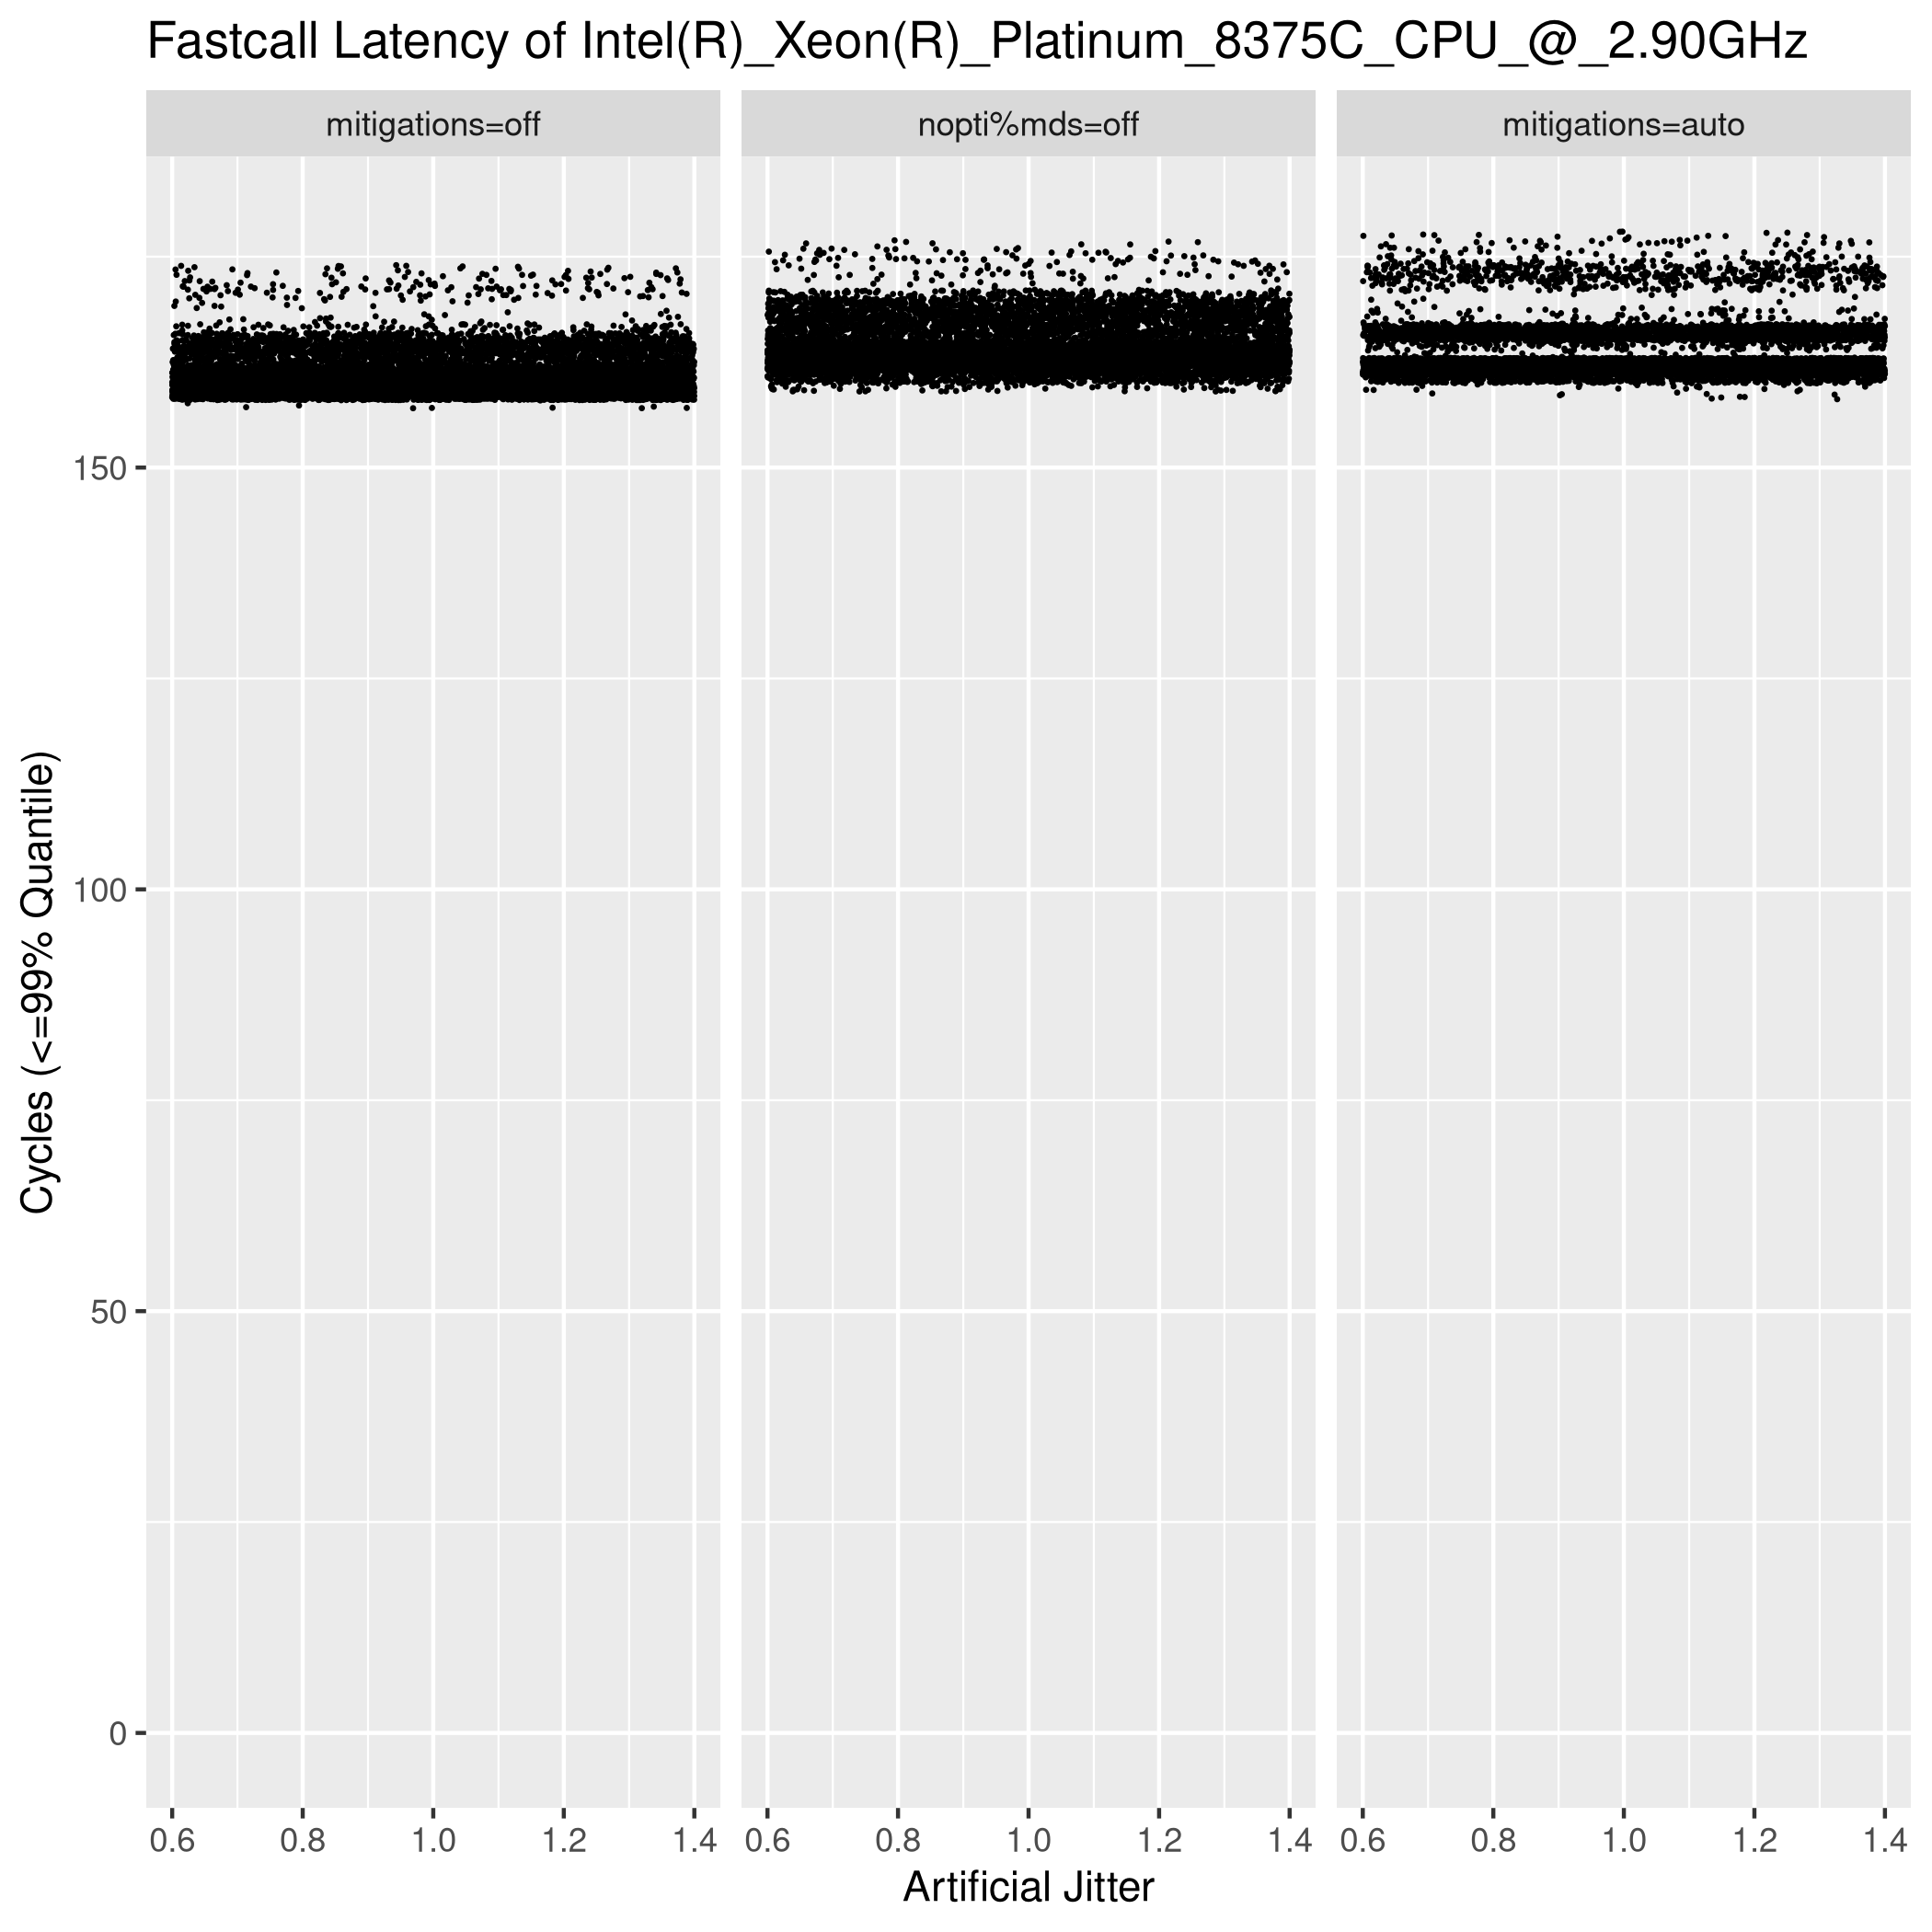 Fastcall Latency of Intel(R)_Xeon(R)_Platinum_8375C_CPU_@_2.90GHz
mitigations=off nopti%mds=off mitigations=auto
Cycles (<=99% Quantile)
150
100
50
0
0.6 0.8 1.0 1.2 1.4 0.6 0.8 1.0 1.2 1.4 0.6 0.8 1.0 1.2 1.4
Artificial Jitter